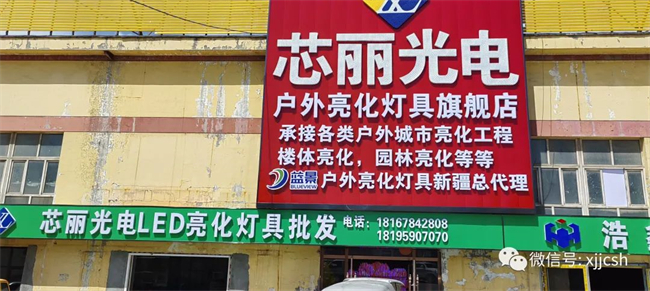 芯丽光电
户外亮化灯具旗舰店
承接各类户外城市亮化工程
楼体亮化，园林亮化等等
蓝景 户外亮化灯具新疆总代理
BLUEVIEW
芯丽光电LED亮化灯具批发 电话：18167842808
18195907070
浩
微信号: xjjcsh